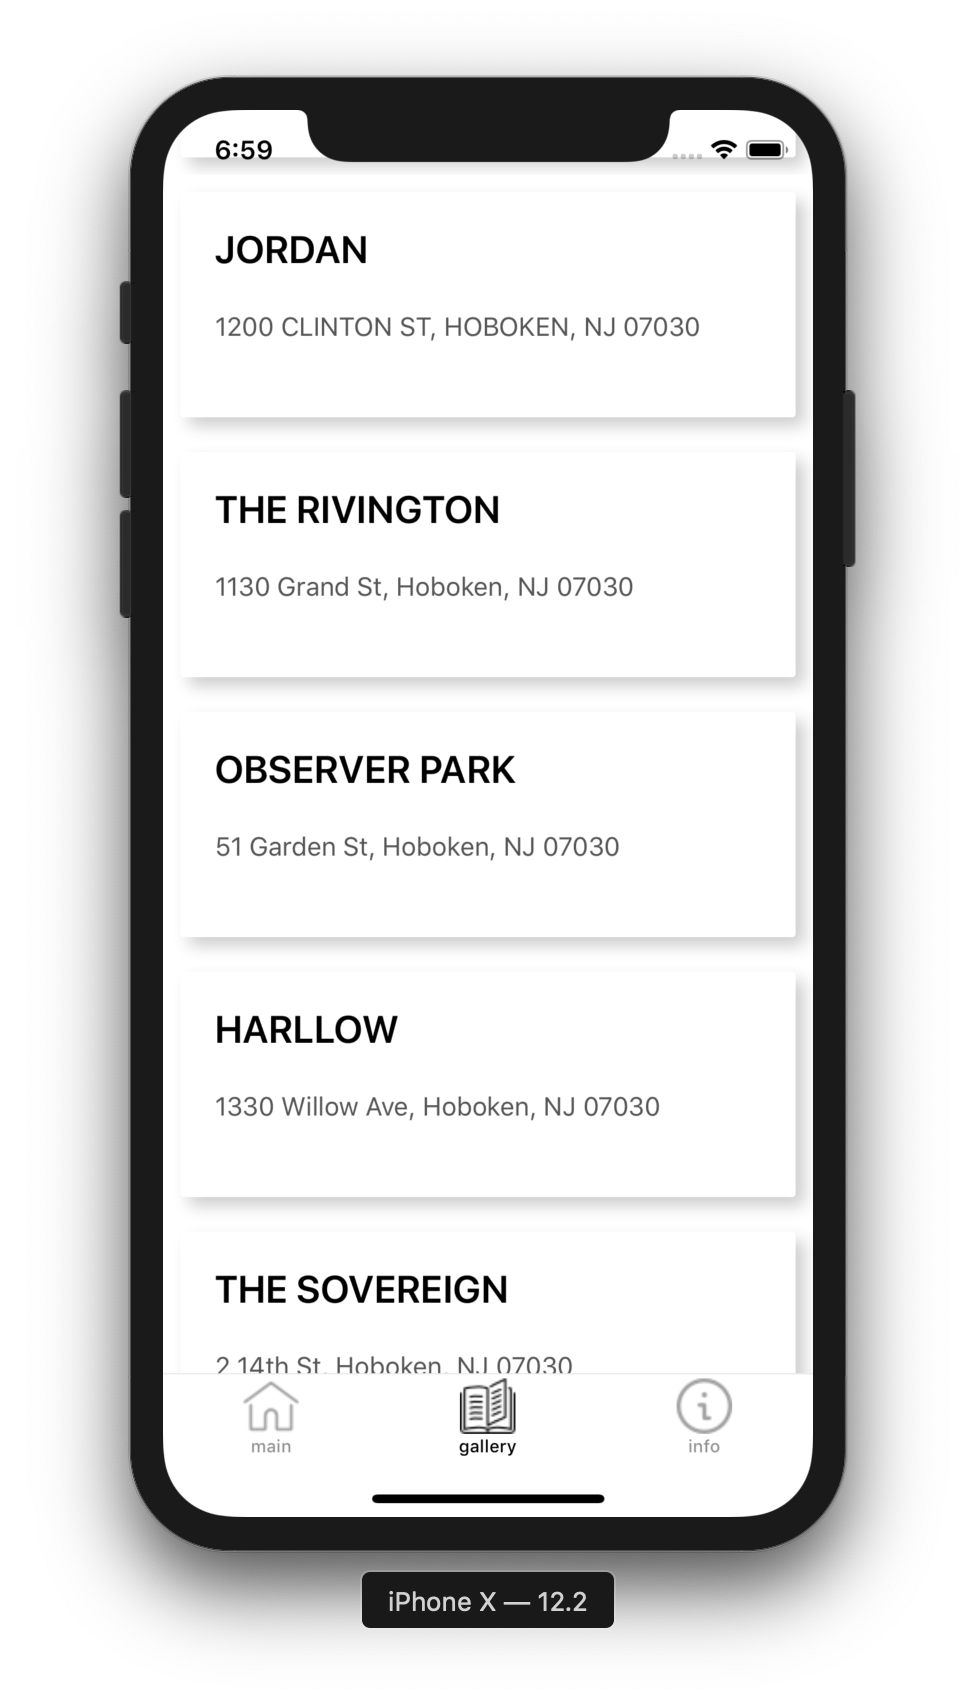 6:59
JORDAN
1200 CLINTON ST, HOBOKEN, NJ 07030
THE RIVINGTON
1130 Grand St, Hoboken, NJ 07030
OBSERVER PARK
51 Garden St, Hoboken, NJ 07030
HARLLOW
1330 Willow Ave, Hoboken, NJ 07030
THE SOVEREIGN
2 14th St, Hoboken, NJ 07030
main
gallery
info
iPhone X — 12.2